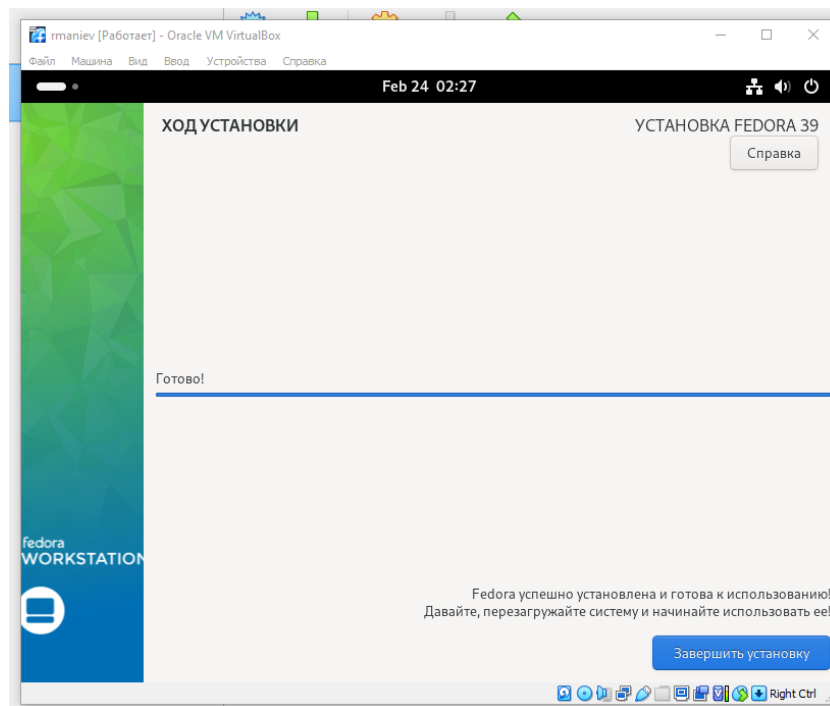 rmaniev [Работает] - Oracle VM VirtualBox
Файл Машина Вид Ввод Устройства Справка
Feb 24 02:27
ХОД УСТАНОВКИ
УСТАНОВКА FEDORA 39
Справка
Готово!
fedora
WORKSTATION
Fedora успешно установлена и готова к использованию!
Давайте, перезагружайте систему и начинайте использовать ее!
Завершить установку
Right Ctrl